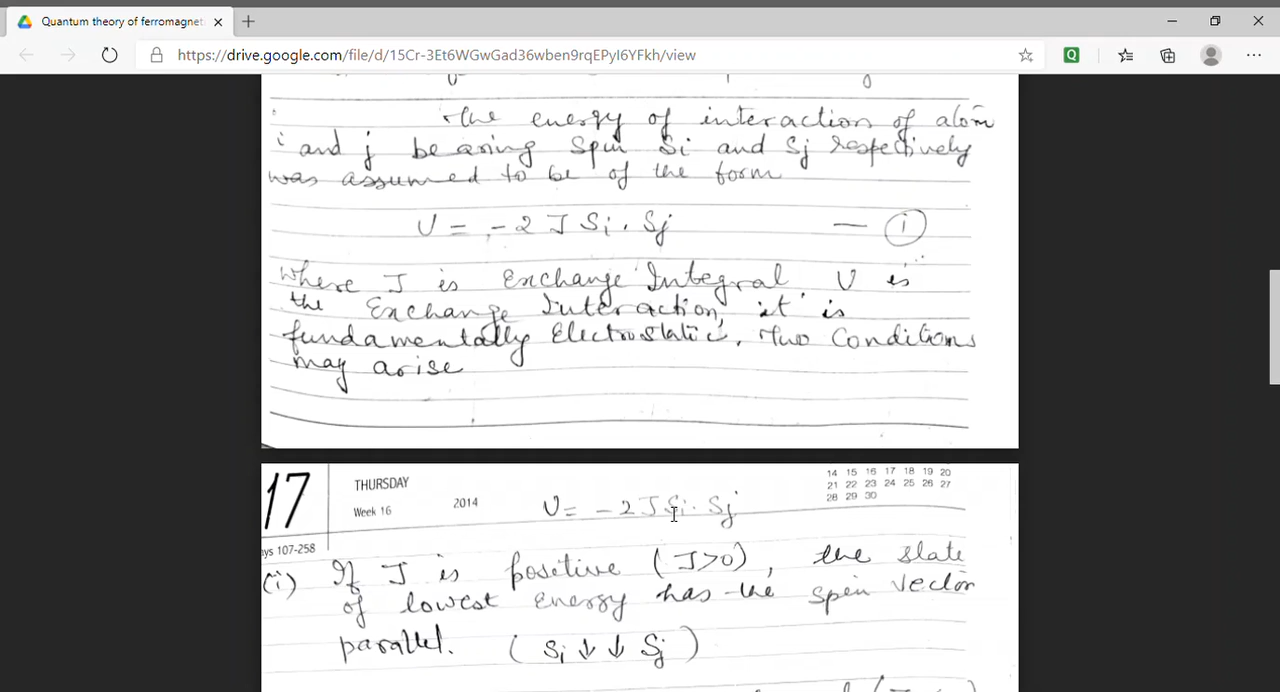 Quantum theory of ferromagnet
https://drive.google.com/file/d/15Cr-3Et6WGwGad36wben9rqEPyI6YFkh/view
The energy of interaction of atom
i and j bearing Spin Si and Sj respectively
was assumed to be of the form
U = -2 J Si . Sj — (1)
Where J is Exchange Integral. U is
the Exchange Interaction, it is
fundamentally Electrostatic. Two Conditions
may arise
17
THURSDAY
Week 16
2014
U = -2 J Si . Sj
14 15 16 17 18 19 20
21 22 23 24 25 26 27
28 29 30
ys 107-258
(i) If J is positive (J>0), the state
of lowest energy has the spin vector
parallel. ( Si ↓ ↓ Sj )